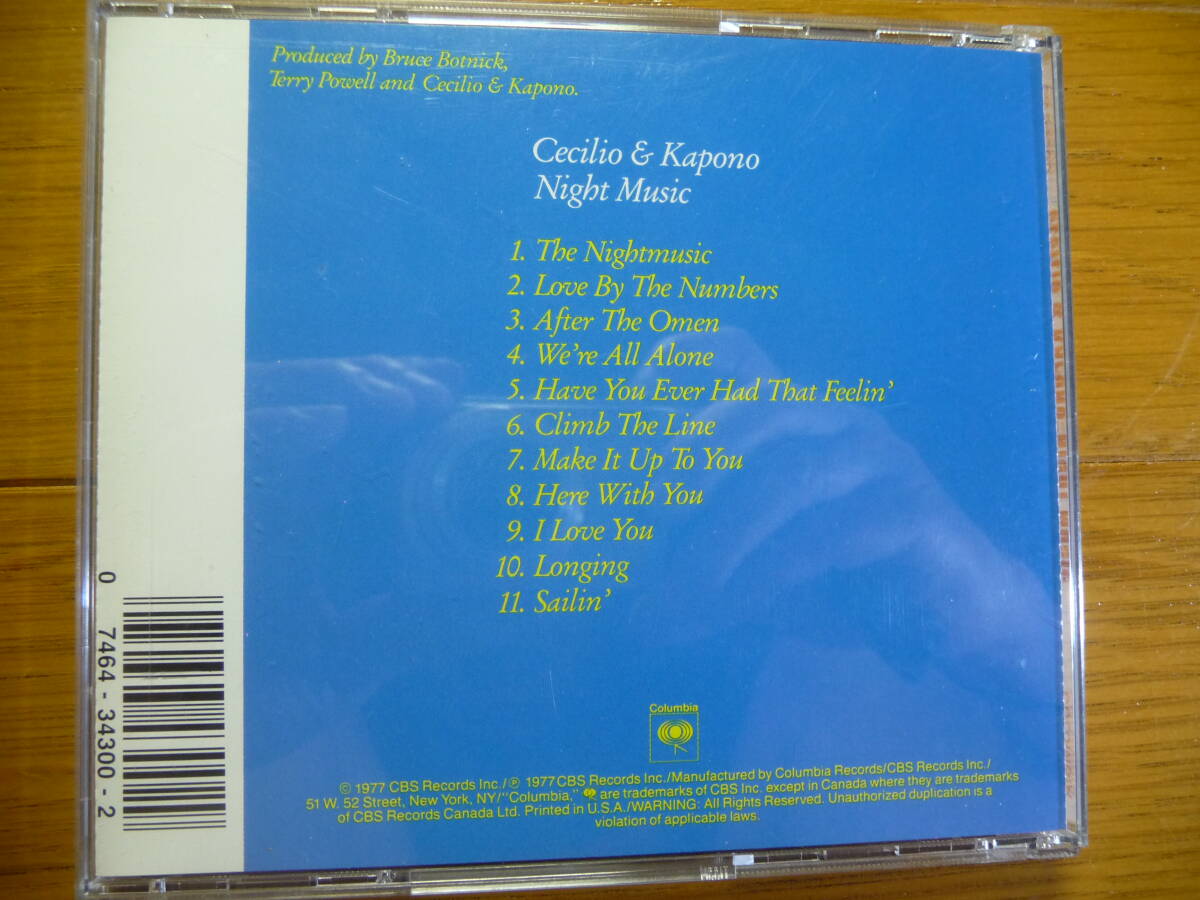 Produced by Bruce Botnick,
Terry Powell and Cecilio & Kapono.
Cecilio & Kapono
Night Music
1. The Nightmusic
2. Love By The Numbers
3. After The Omen
4. We're All Alone
5. Have You Ever Had That Feelin'
6. Climb The Line
7. Make It Up To You
8. Here With You
9. I Love You
10. Longing
11. Sailin'
Columbia
© 1977 CBS Records Inc./℗ 1977 CBS Records Inc./Manufactured by Columbia Records/CBS Records Inc./
51 W. 52 Street, New York, NY/"Columbia," are trademarks of CBS Inc. except in Canada where they are trademarks
of CBS Records Canada Ltd. Printed in U.S.A./WARNING: All Rights Reserved. Unauthorized duplication is a
violation of applicable laws.
0 7464-34300-2